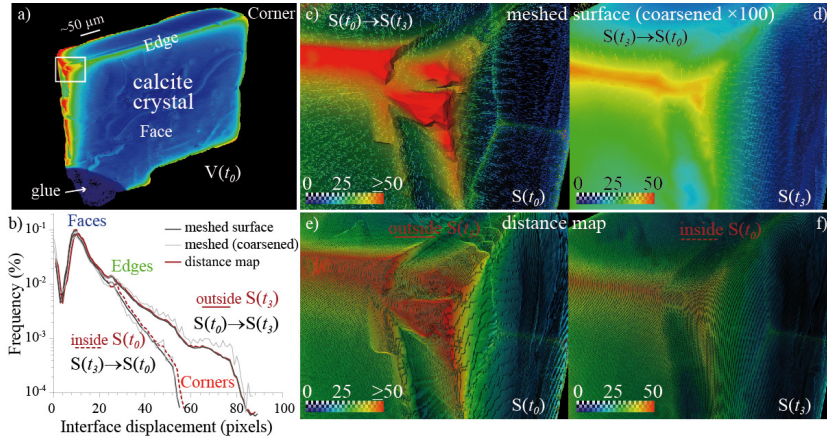 a)
~50 µm
Corner
Edge
calcite
crystal
Face
V(t₀)
glue
b)
Faces
meshed surface
meshed (coarsened)
distance map
Edges
outside S(t₃)
S(t₀)→S(t₃)
inside S(t₀)
S(t₃)→S(t₀)
Corners
Frequency (%)
10⁻¹
10⁻²
10⁻³
10⁻⁴
0 20 40 60 80 100
Interface displacement (pixels)
c) meshed surface (coarsened ×100) d)
S(t₀)→S(t₃)
S(t₃)→S(t₀)
0 25 ≥50
S(t₀)
0 25 50
S(t₃)
e) outside S(t₃) distance map inside S(t₀) f)
0 25 ≥50
S(t₀)
0 25 50
S(t₃)